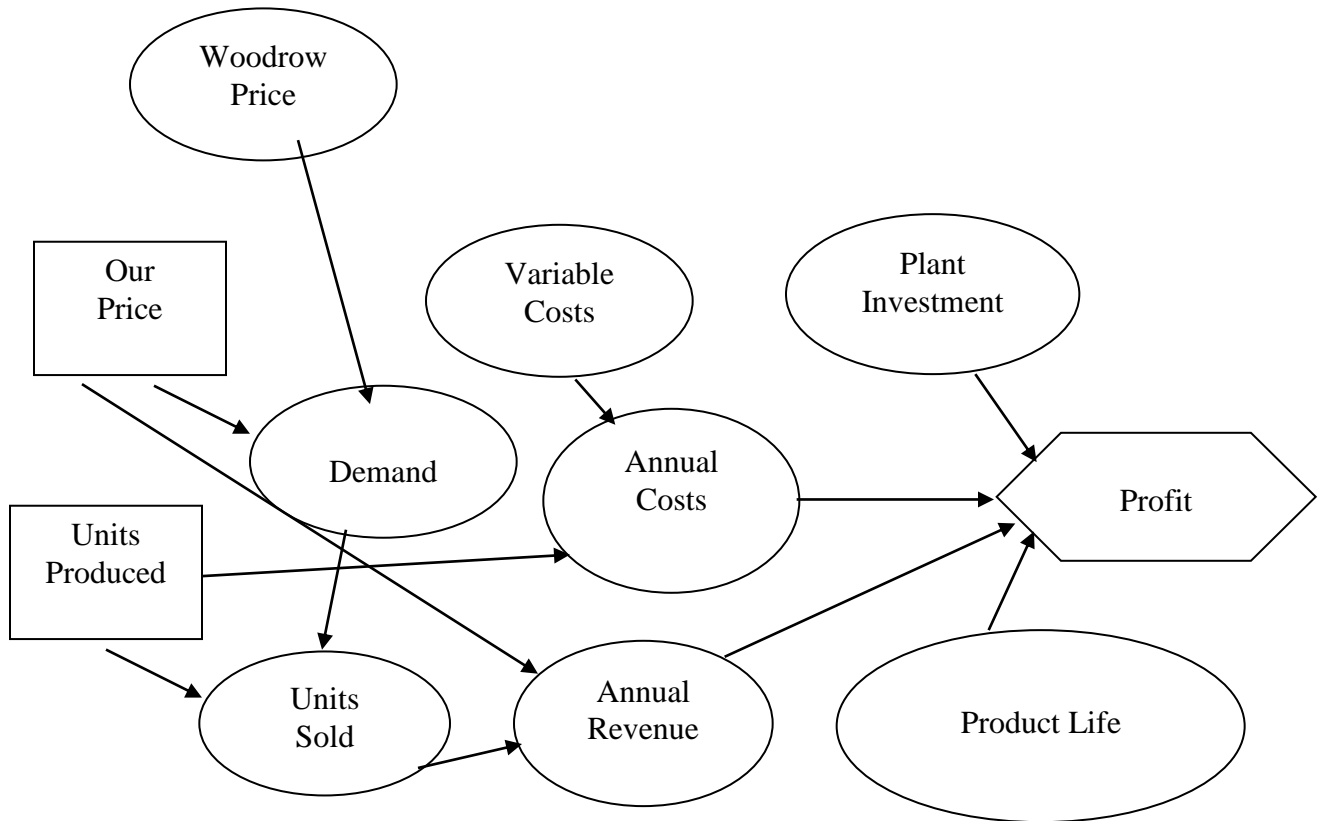 Woodrow
Price
Our
Price
Variable
Costs
Plant
Investment
Demand
Annual
Costs
Profit
Units
Produced
Units
Sold
Annual
Revenue
Product Life